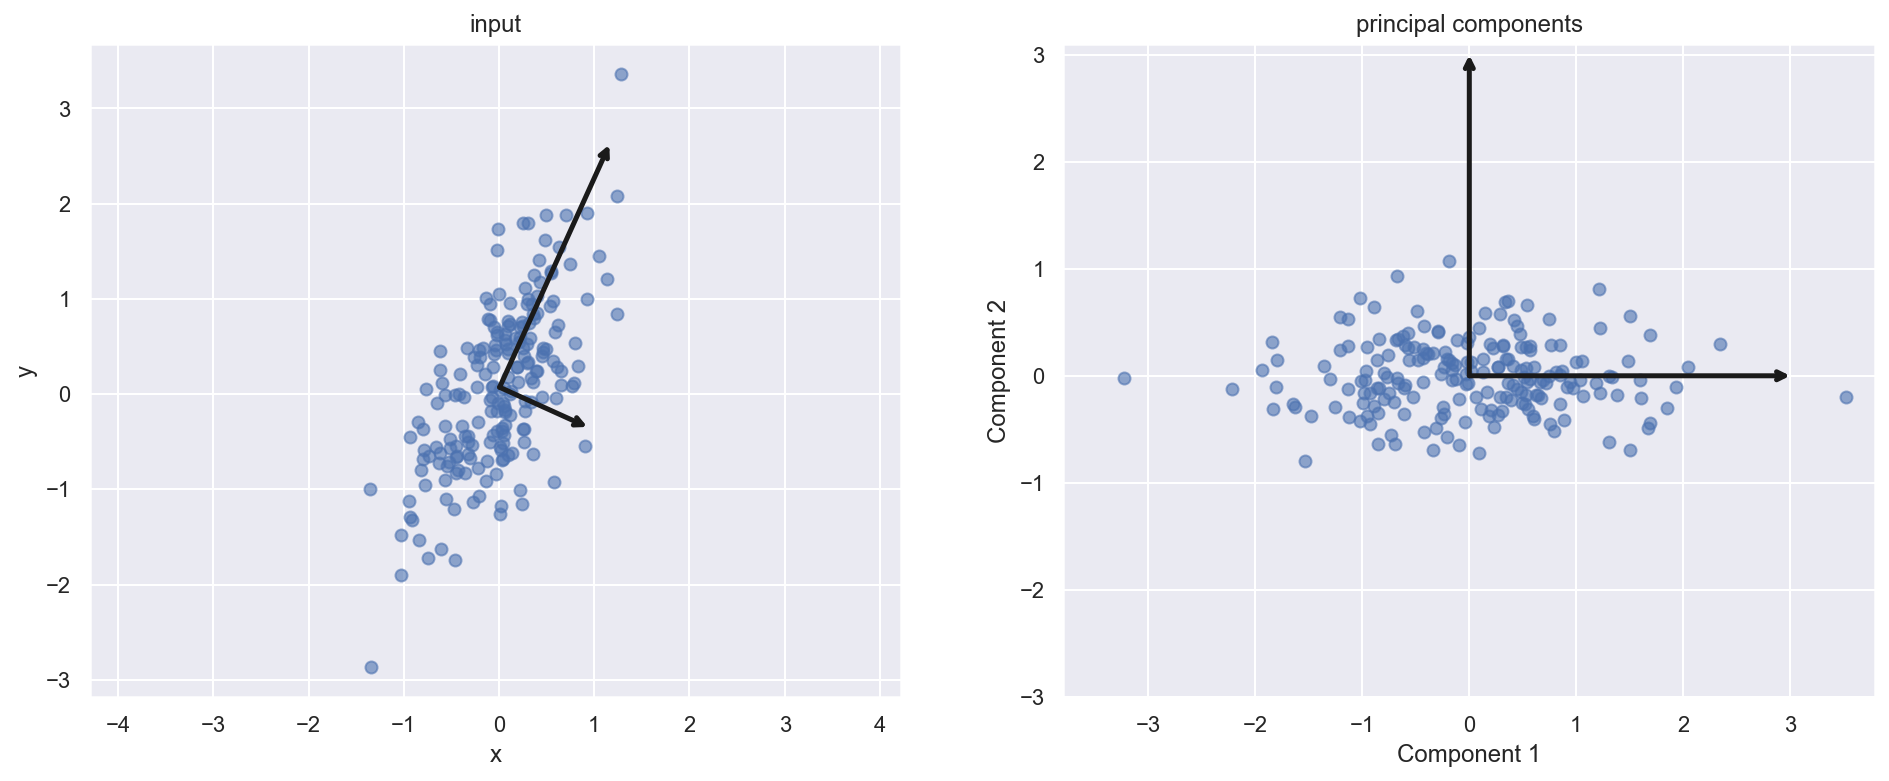 input
3
2
1
0
−1
−2
−3
y
−4 −3 −2 −1 0 1 2 3 4
x
principal components
3
2
1
0
−1
−2
−3
Component 2
−3 −2 −1 0 1 2 3
Component 1